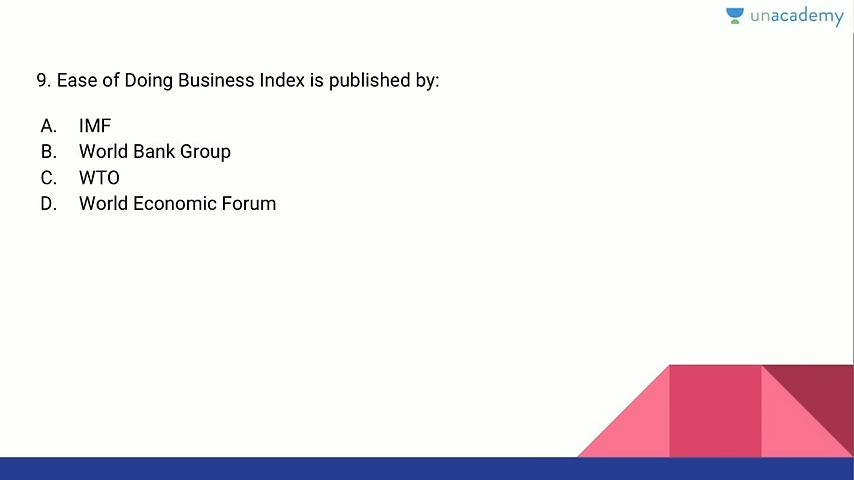 unacademy
9. Ease of Doing Business Index is published by:
A. IMF
B. World Bank Group
C. WTO
D. World Economic Forum